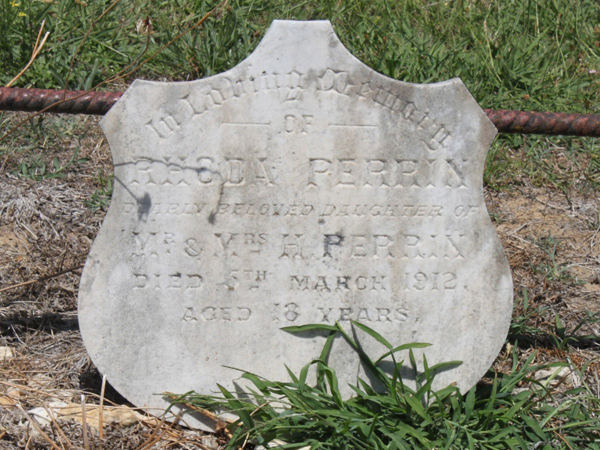 In Loving Memory
OF
RHODA PERRIN
DEARLY BELOVED DAUGHTER OF
MR. & MRS. H. PERRIN
DIED 5TH MARCH 1912.
AGED 18 YEARS.